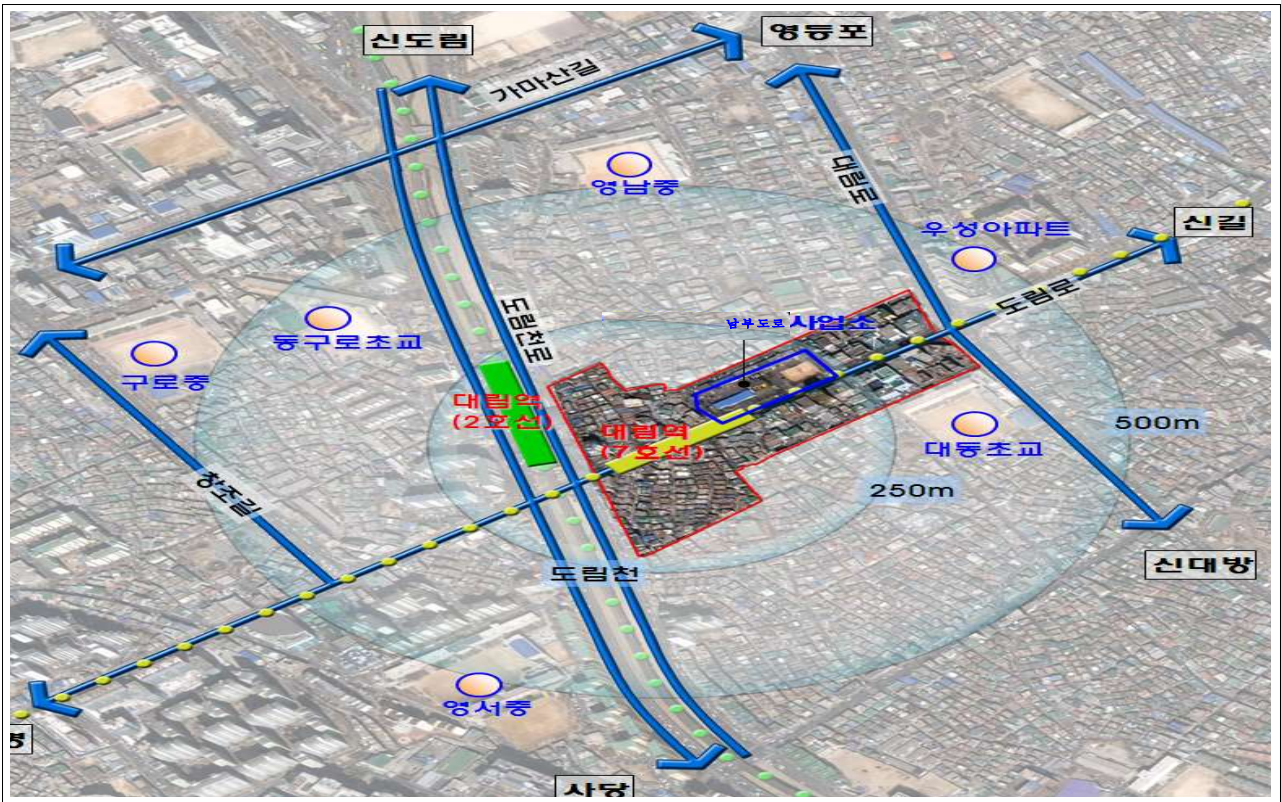 신도림
영등포
가마산길
영남중
대림로
우성아파트
신길
도림로
도림천로
남부도로 사업소
동구로초교
구로중
대림역
(2호선)
대림역
(7호선)
대동초교
500m
250m
창조길
도림천
신대방
영서중
사당